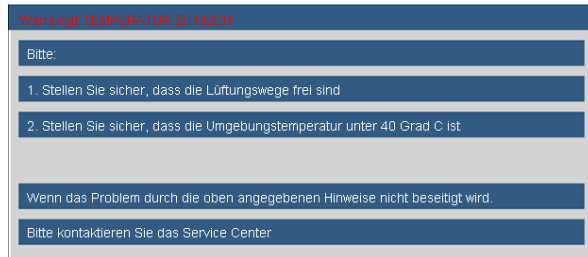 Warnung! TEMPERATUR ZU HOCH
Bitte:
1. Stellen Sie sicher, dass die Lüftungswege frei sind
2. Stellen Sie sicher, dass die Umgebungstemperatur unter 40 Grad C ist
Wenn das Problem durch die oben angegebenen Hinweise nicht beseitigt wird.
Bitte kontaktieren Sie das Service Center